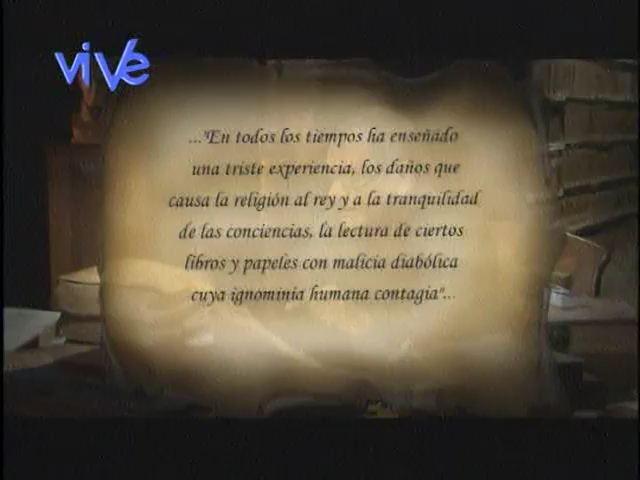 ViVe
..."En todos los tiempos ha enseñado
una triste experiencia, los daños que
causa la religión al rey y a la tranquilidad
de las conciencias, la lectura de ciertos
libros y papeles con malicia diabólica
cuya ignominia humana contagia"...